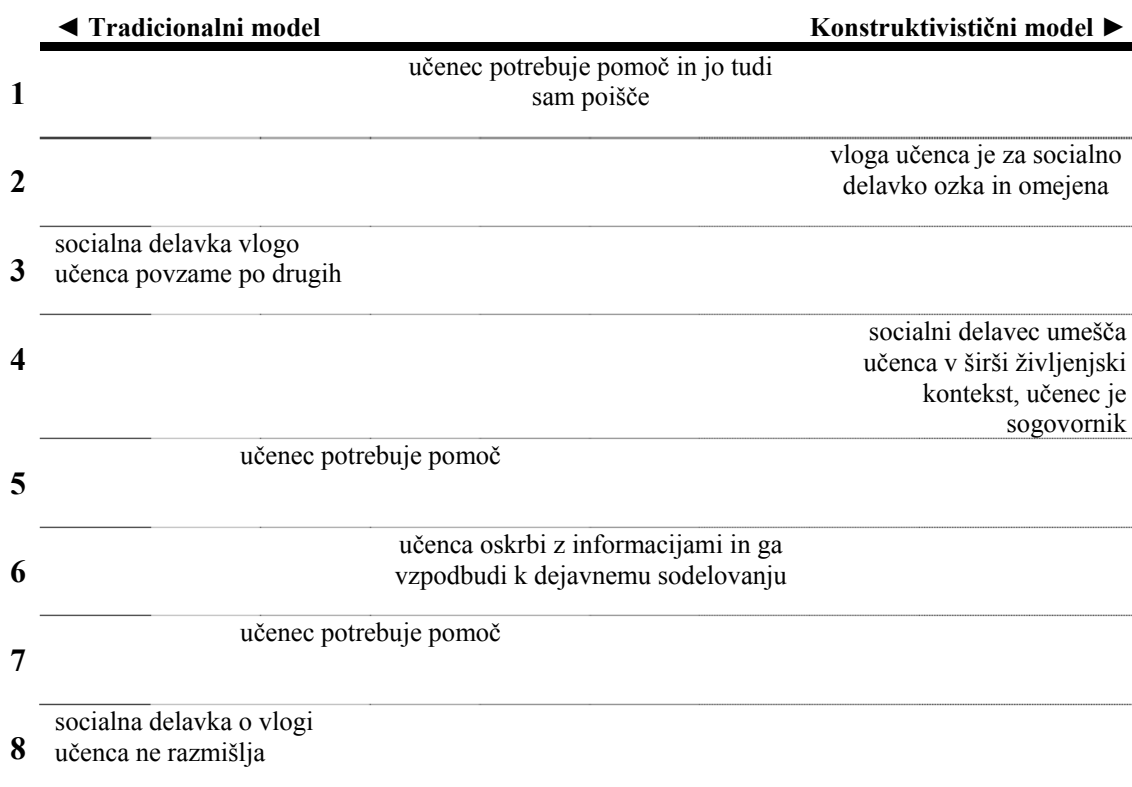 ◄ Tradicionalni model Konstruktivistični model ►
učenec potrebuje pomoč in jo tudi
1
sam poišče
vloga učenca je za socialno
2
delavko ozka in omejena
socialna delavka vlogo
3
učenca povzame po drugih
socialni delavec umešča
4
učenca v širši življenjski
kontekst, učenec je
sogovornik
učenec potrebuje pomoč
5
učenca oskrbi z informacijami in ga
6
vzpodbudi k dejavnemu sodelovanju
učenec potrebuje pomoč
7
socialna delavka o vlogi
8
učenca ne razmišlja